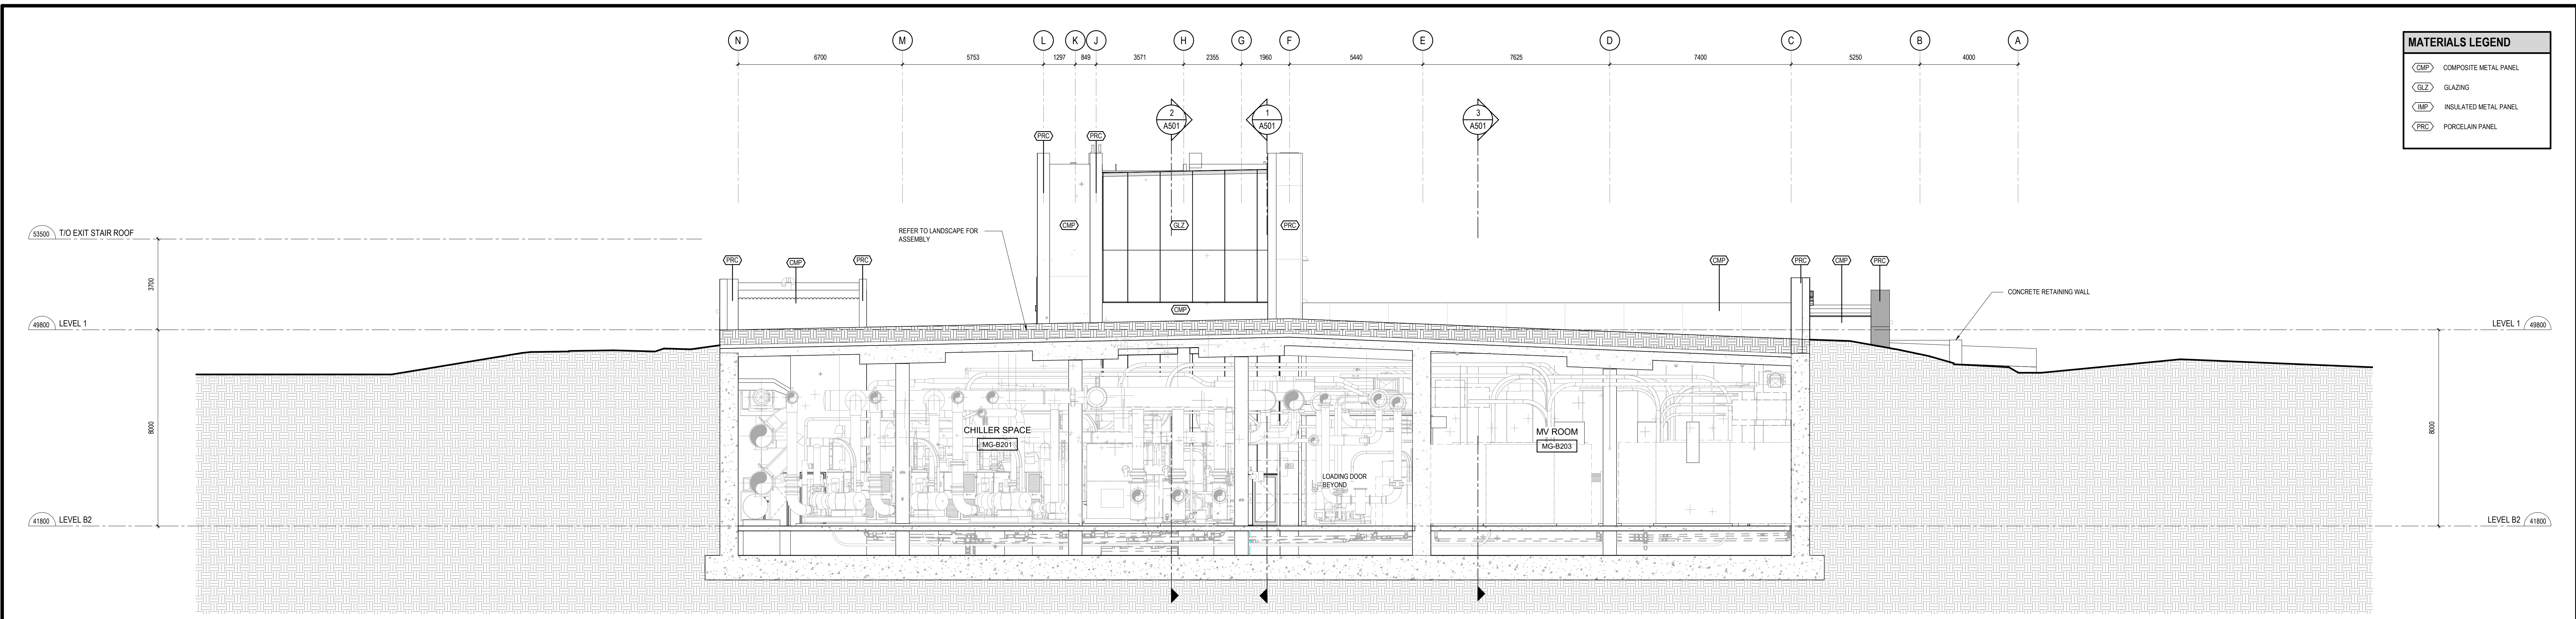 N M L K J H G F E D C B A
6700 5753 1297 849 3571 2355 1960 5440 7625 7400 5250 4000
MATERIALS LEGEND
CMP COMPOSITE METAL PANEL
GLZ GLAZING
IMP INSULATED METAL PANEL
PRC PORCELAIN PANEL
2
A501
1
A501
3
A501
PRC PRC
CMP GLZ PRC
REFER TO LANDSCAPE FOR
ASSEMBLY
53500 T/O EXIT STAIR ROOF
PRC CMP PRC
CMP PRC CMP PRC
3700
CONCRETE RETAINING WALL
CMP
49800 LEVEL 1
LEVEL 1 49800
8000
8000
CHILLER SPACE
MG-B201
MV ROOM
MG-B203
LOADING DOOR
BEYOND
41800 LEVEL B2
LEVEL B2 41800